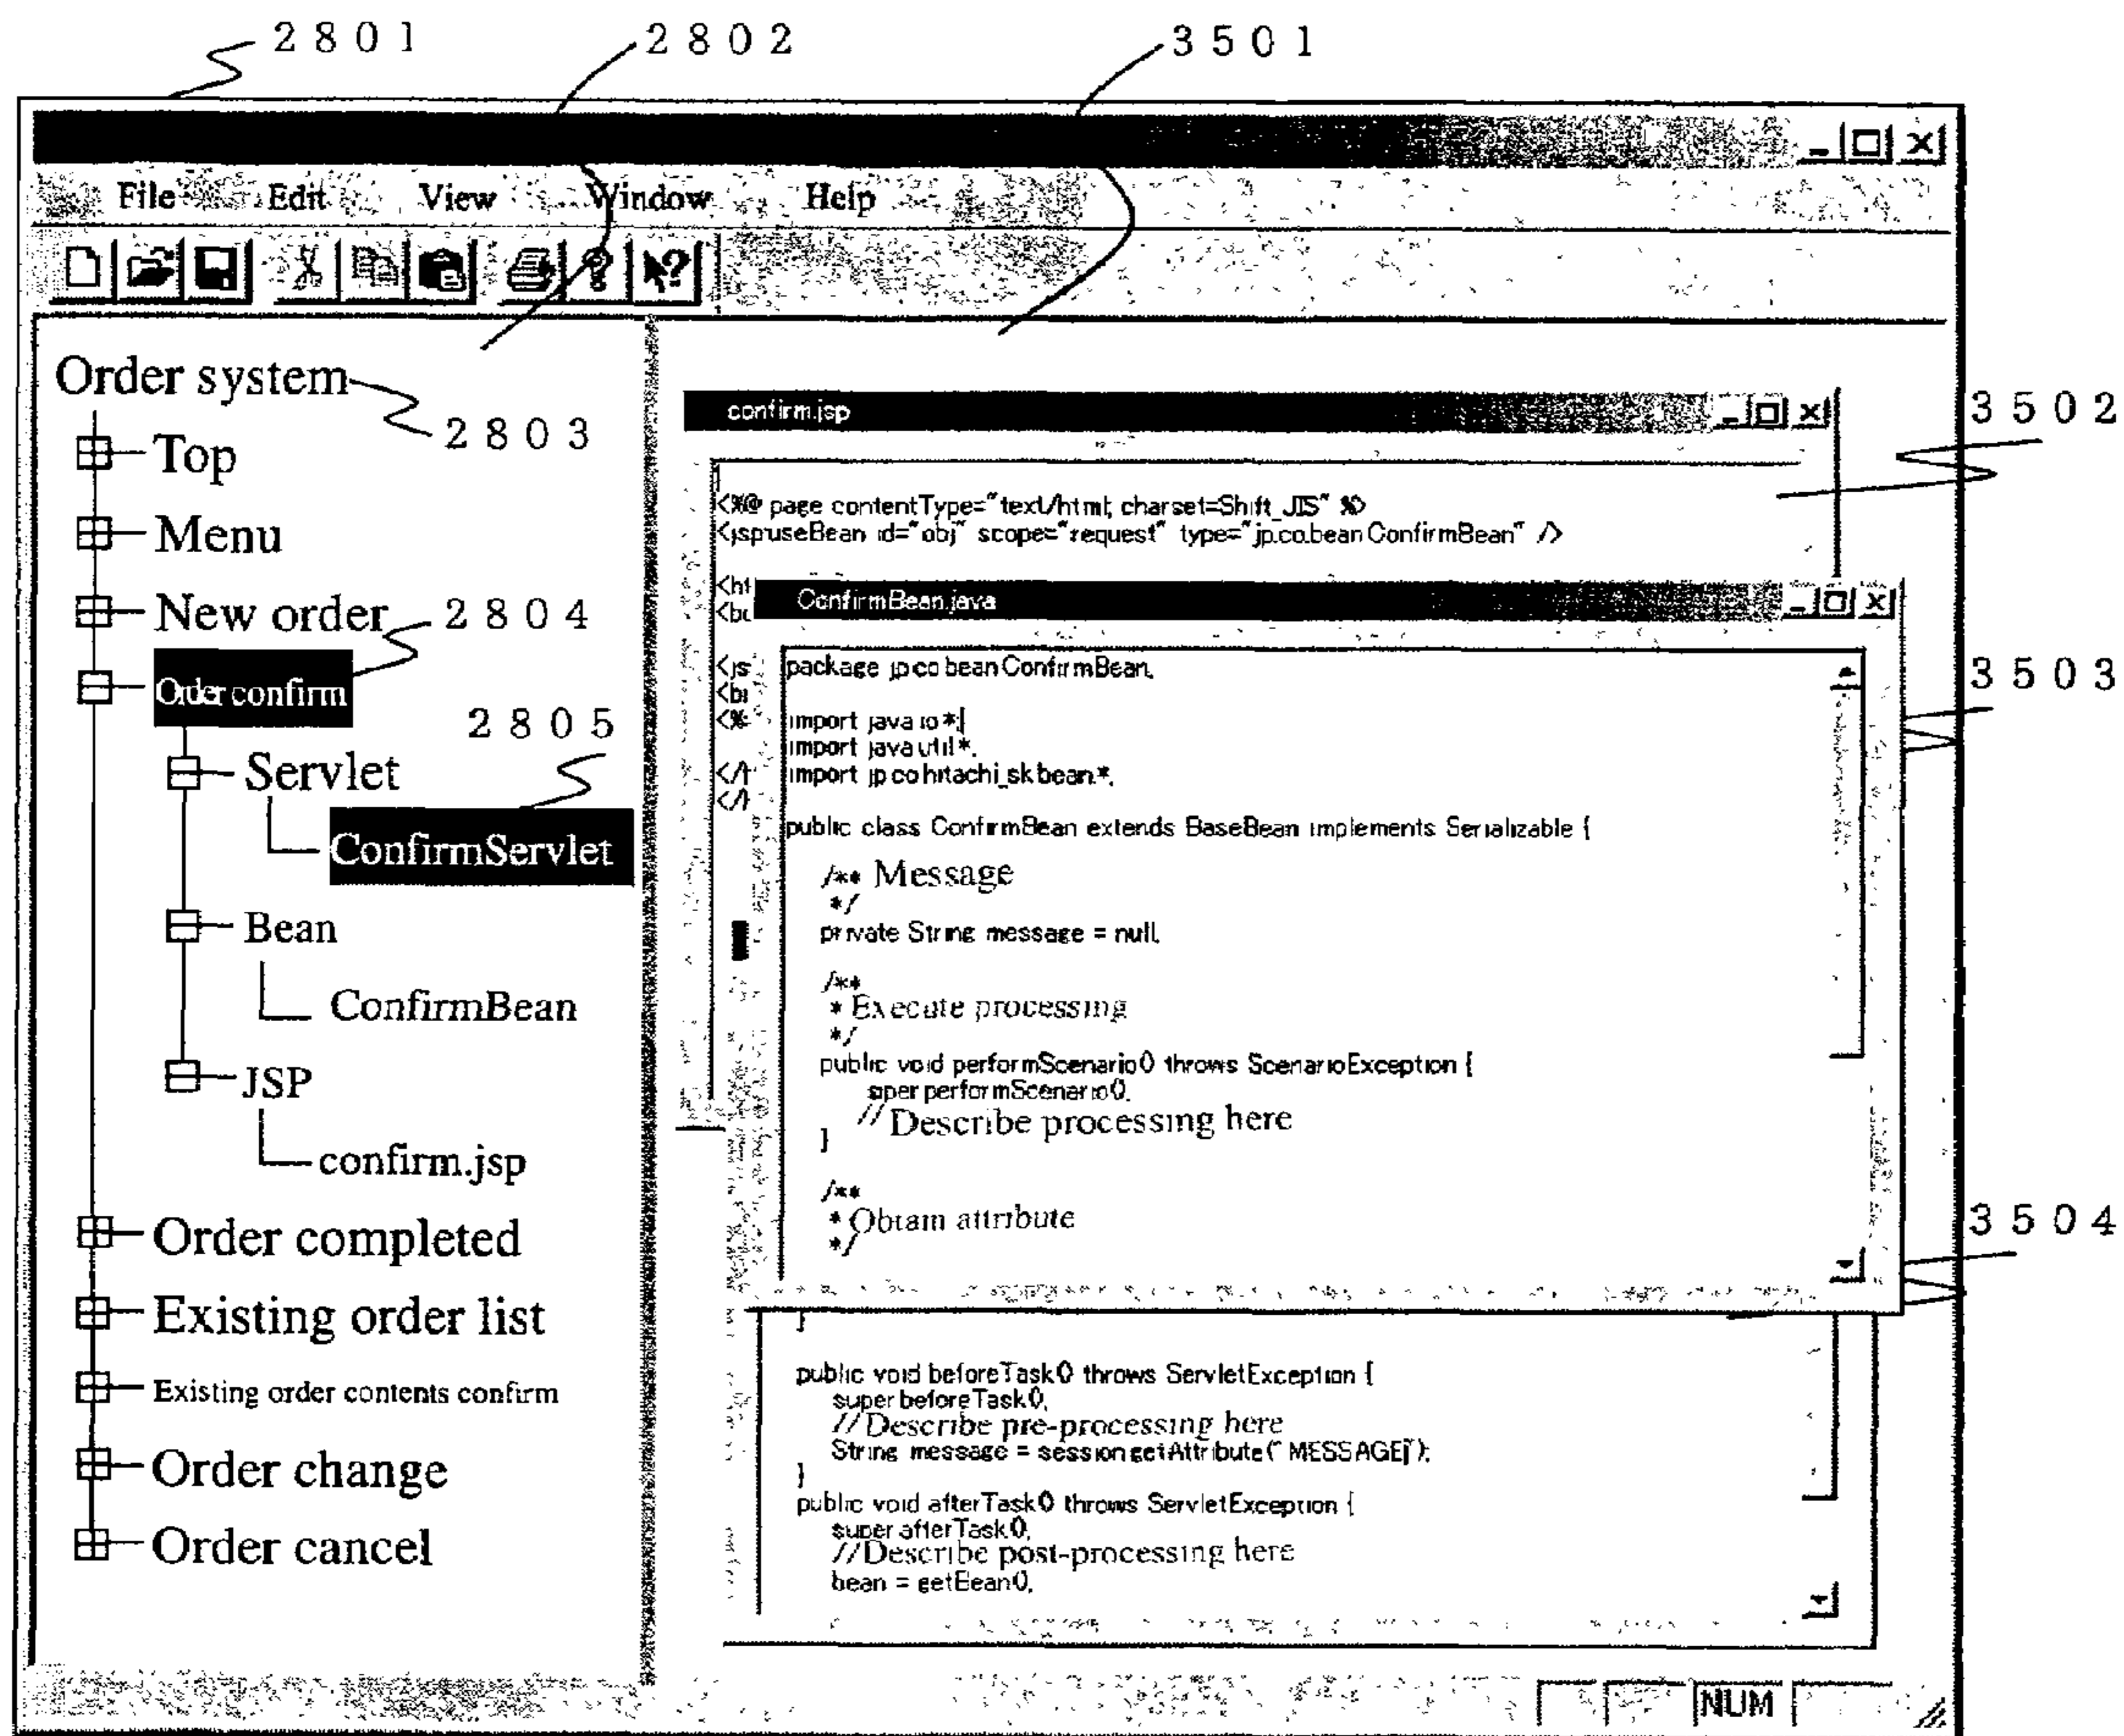 2801
2802
3501
File Edit View Window Help
Order system
2803
Top
Menu
New order
2804
Order confirm
2805
Servlet
ConfirmServlet
Bean
ConfirmBean
JSP
confirm.jsp
Order completed
Existing order list
Existing order contents confirm
Order change
Order cancel
confirm.jsp
3502
<%@ page contentType="text/html; charset=Shift_JIS" %>
<jsp:useBean id="obj" scope="request" type="jp.co.bean.ConfirmBean" />
<ht
<bo
<js
<br
<%
</
</
ConfirmBean.java
3503
package jp.co.bean.ConfirmBean;
import java.io.*;
import java.util.*;
import jp.co.hitachi_sk.bean.*;
public class ConfirmBean extends BaseBean implements Serializable {
/** Message
*/
private String message = null;
/**
* Execute processing
*/
public void performScenario() throws ScenarioException {
super.performScenario();
// Describe processing here
}
/**
* Obtain attribute
*/
3504
}
public void beforeTask() throws ServletException {
super.beforeTask();
// Describe pre-processing here
String message = session.getAttribute("MESSAGE");
}
public void afterTask() throws ServletException {
super.afterTask();
// Describe post-processing here
bean = getBean();
NUM